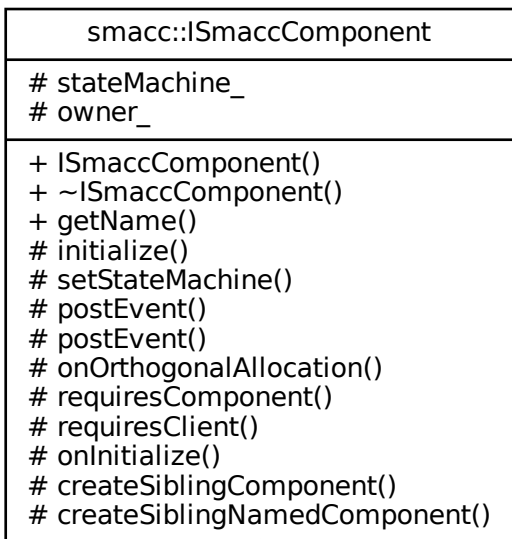 smacc::ISmaccComponent
# stateMachine_
# owner_
+ ISmaccComponent()
+ ~ISmaccComponent()
+ getName()
# initialize()
# setStateMachine()
# postEvent()
# postEvent()
# onOrthogonalAllocation()
# requiresComponent()
# requiresClient()
# onInitialize()
# createSiblingComponent()
# createSiblingNamedComponent()